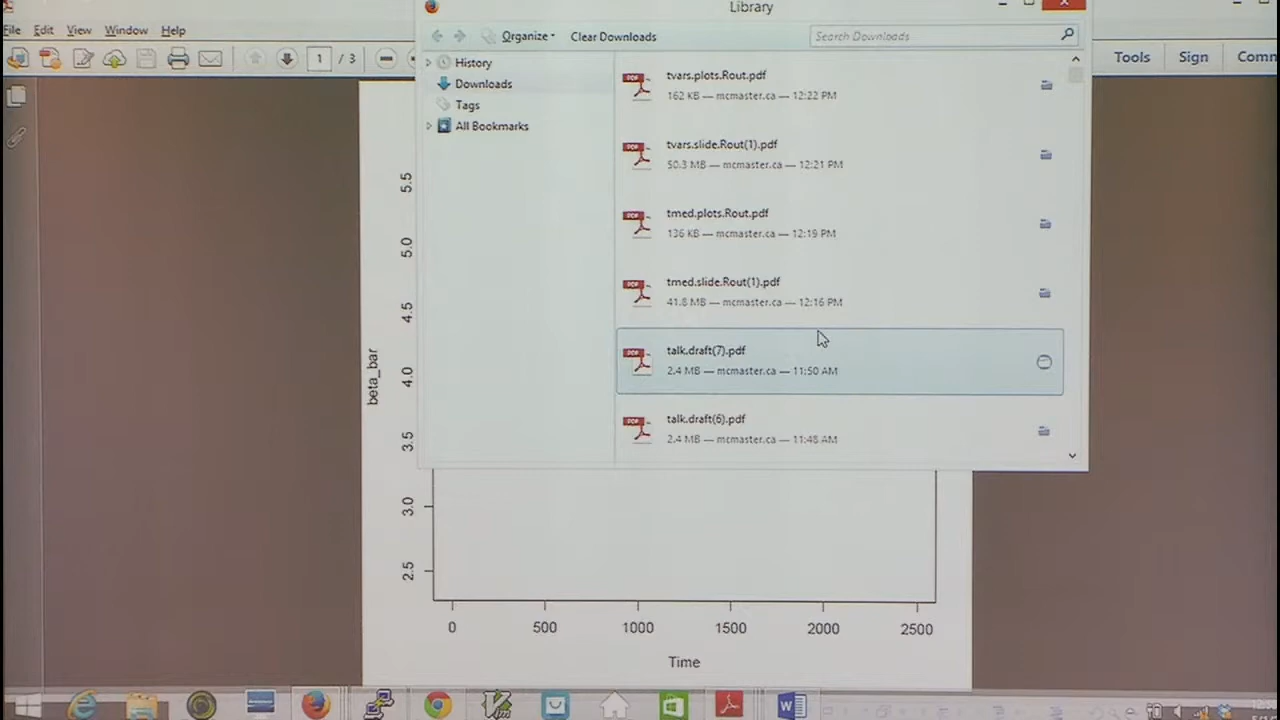 Library
File Edit View Window Help
Organize Clear Downloads Search Downloads
1 / 3
Tools Sign Comn
History
Downloads
Tags
All Bookmarks
tvars.plots.Rout.pdf
162 KB — mcmaster.ca — 12:22 PM
tvars.slide.Rout(1).pdf
50.3 MB — mcmaster.ca — 12:21 PM
tmed.plots.Rout.pdf
136 KB — mcmaster.ca — 12:19 PM
tmed.slide.Rout(1).pdf
41.8 MB — mcmaster.ca — 12:16 PM
talk.draft(7).pdf
2.4 MB — mcmaster.ca — 11:50 AM
talk.draft(6).pdf
2.4 MB — mcmaster.ca — 11:48 AM
beta_bar
5.5
5.0
4.5
4.0
3.5
3.0
2.5
0 500 1000 1500 2000 2500
Time